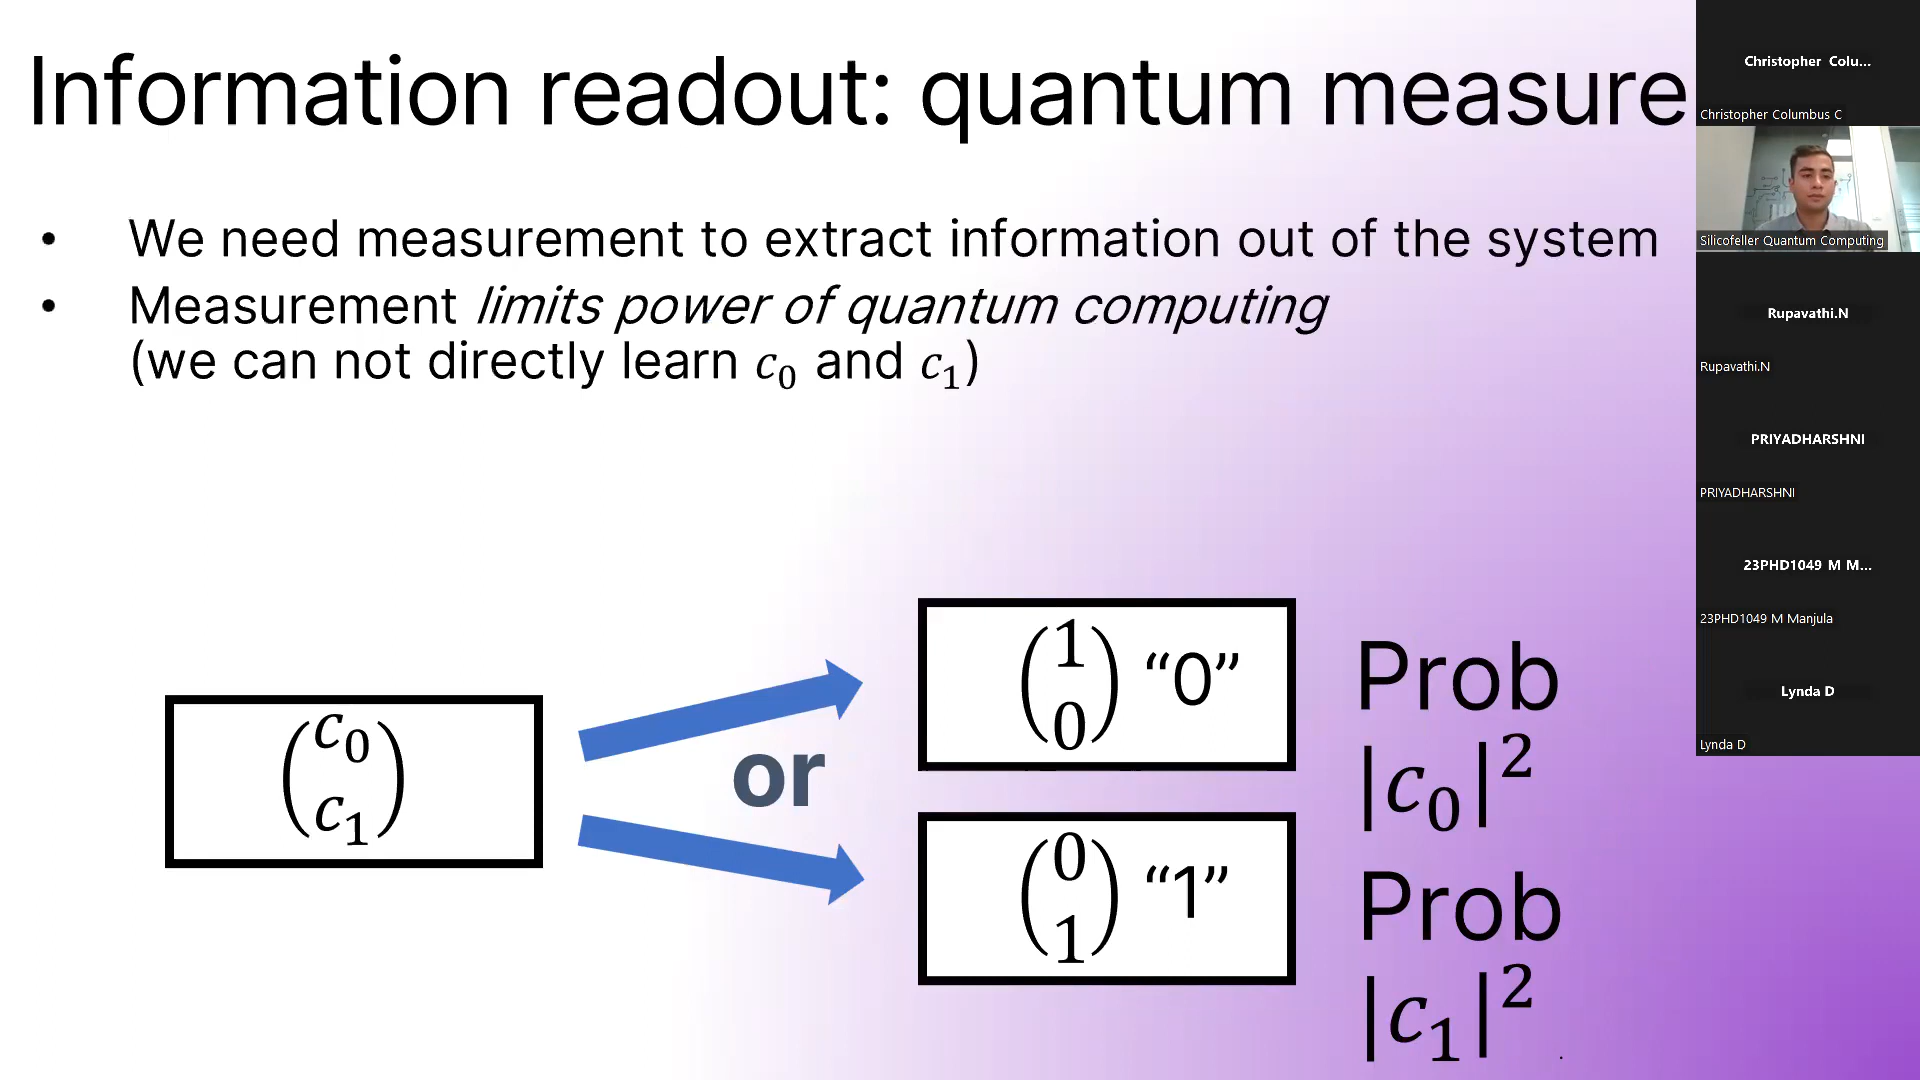 Information readout: quantum measure
• We need measurement to extract information out of the system
• Measurement limits power of quantum computing
(we can not directly learn c₀ and c₁)
(c₀
c₁)
or
(1
0) “0”
Prob
|c₀|²
(0
1) “1”
Prob
|c₁|²
Christopher Colu...
Christopher Columbus C
Silicofeller Quantum Computing
Rupavathi.N
Rupavathi.N
PRIYADHARSHNI
PRIYADHARSHNI
23PHD1049 M M...
23PHD1049 M Manjula
Lynda D
Lynda D